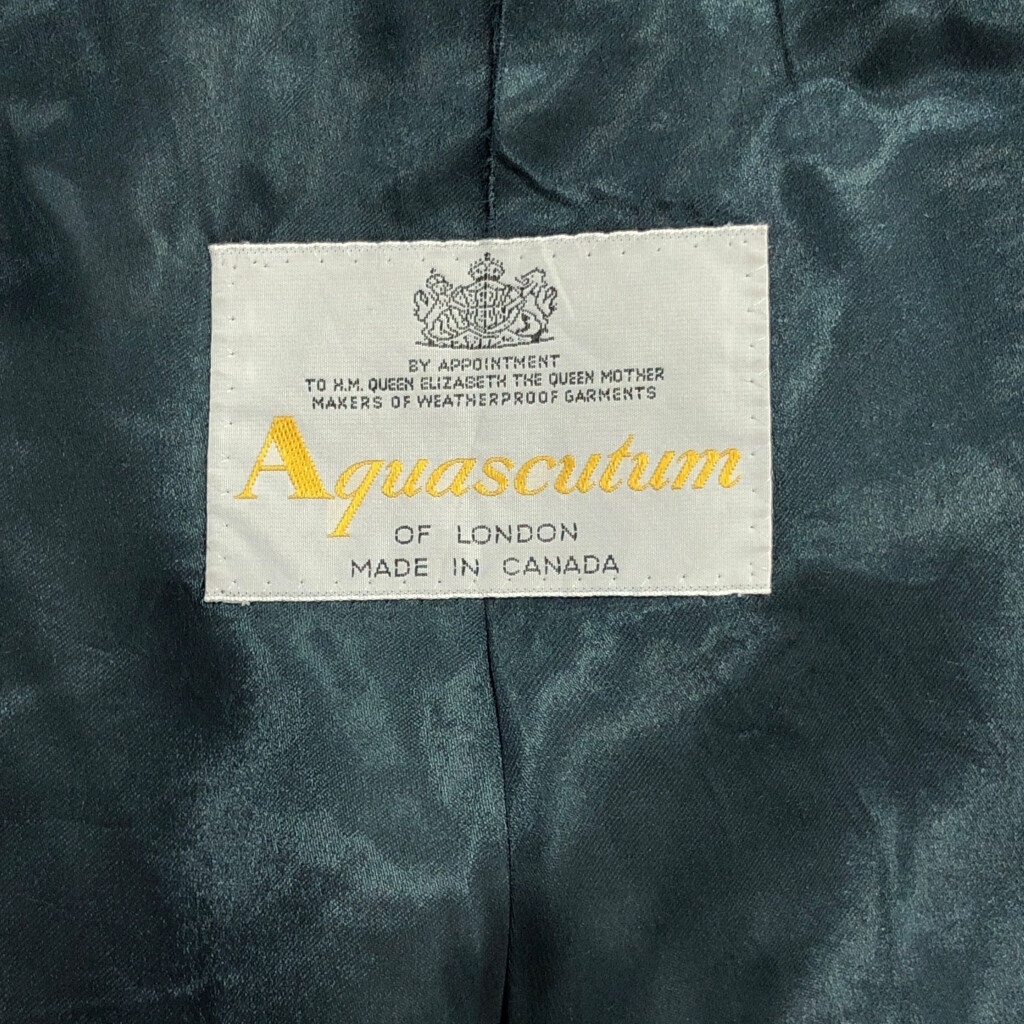 BY APPOINTMENT
TO H.M. QUEEN ELIZABETH THE QUEEN MOTHER
MAKERS OF WEATHERPROOF GARMENTS
Aquascutum
OF LONDON
MADE IN CANADA